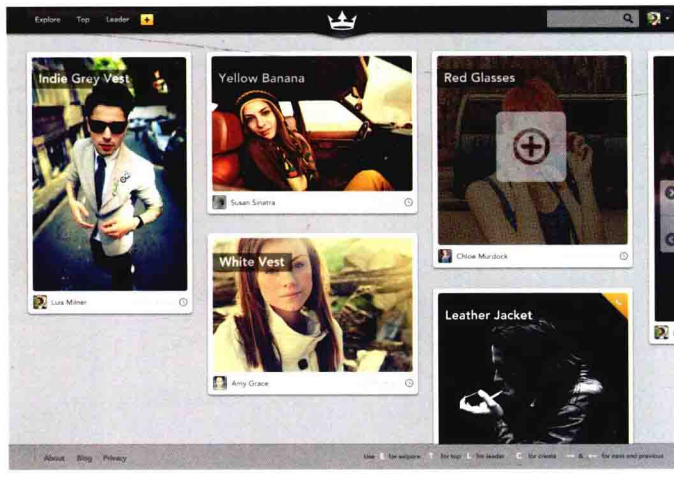 Explore Top Leader +
Indie Grey Vest
Luis Milner
Yellow Banana
Susan Sinatra
White Vest
Amy Grace
Red Glasses
Chloe Murdock
Leather Jacket
About Blog Privacy
Use E for explore T for top L for leader C for create → & ← for next and previous